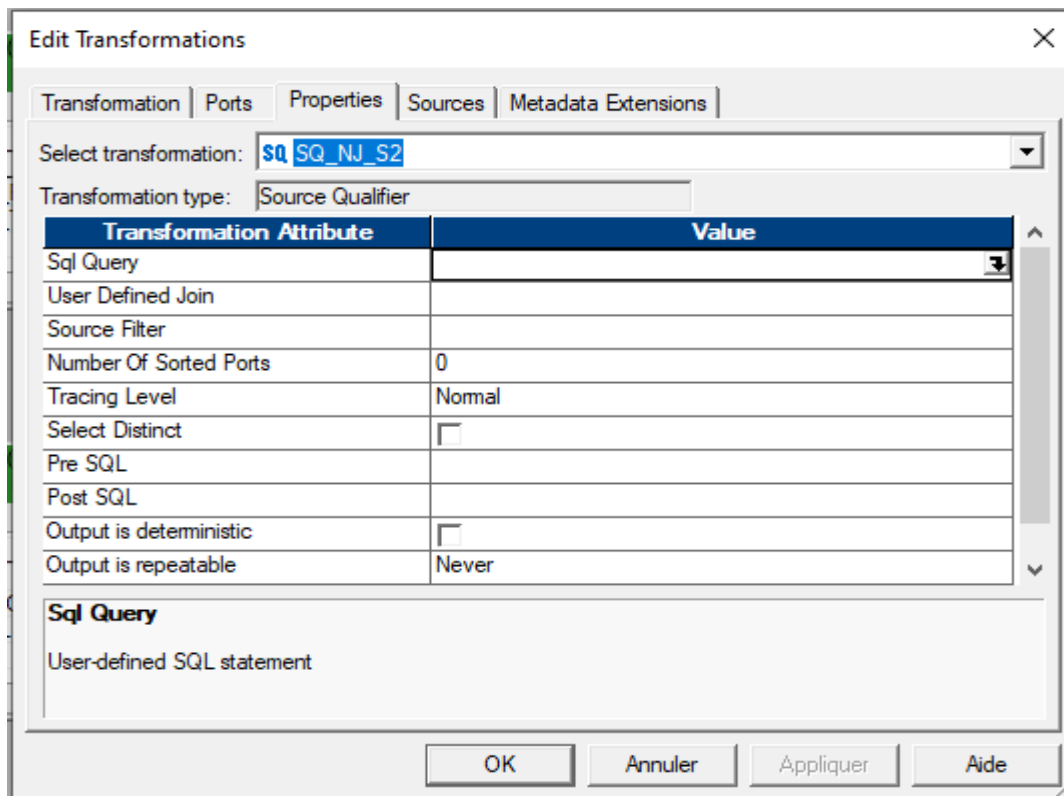 Edit Transformations
Transformation Ports Properties Sources Metadata Extensions
Select transformation: SQ SQ_NJ_S2
Transformation type: Source Qualifier
Transformation Attribute Value
Sql Query
User Defined Join
Source Filter
Number Of Sorted Ports 0
Tracing Level Normal
Select Distinct
Pre SQL
Post SQL
Output is deterministic
Output is repeatable Never
Sql Query
User-defined SQL statement
OK Annuler Appliquer Aide